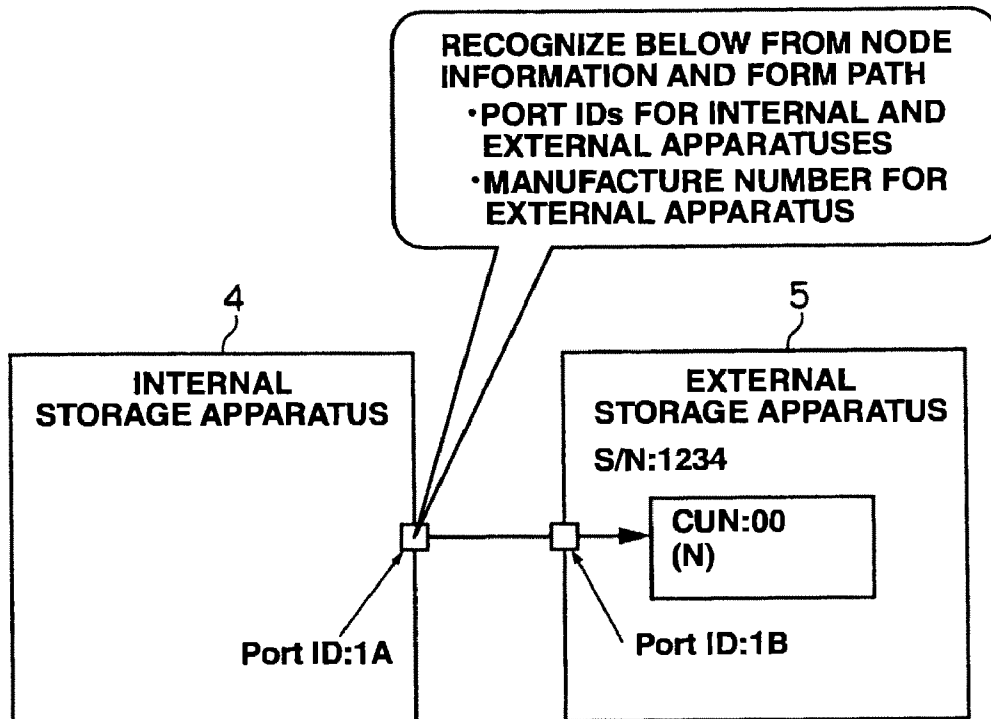 RECOGNIZE BELOW FROM NODE
INFORMATION AND FORM PATH
·PORT IDs FOR INTERNAL AND
EXTERNAL APPARATUSES
·MANUFACTURE NUMBER FOR
EXTERNAL APPARATUS
4
5
INTERNAL
STORAGE APPARATUS
EXTERNAL
STORAGE APPARATUS
S/N:1234
CUN:00
(N)
Port ID:1A
Port ID:1B